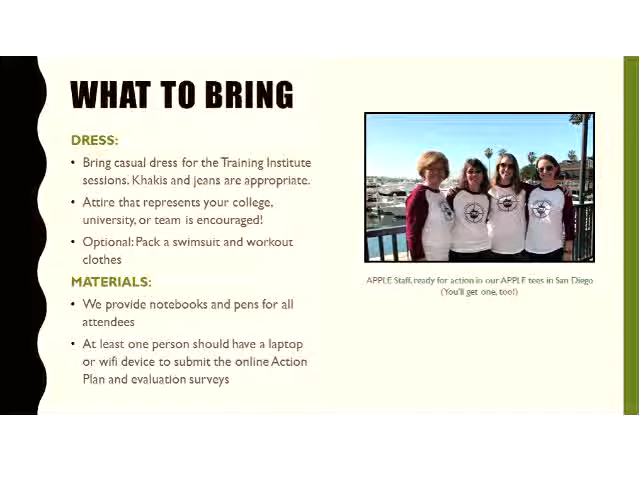 WHAT TO BRING
DRESS:
• Bring casual dress for the Training Institute
sessions. Khakis and jeans are appropriate.
• Attire that represents your college,
university, or team is encouraged!
• Optional: Pack a swimsuit and workout
clothes
MATERIALS:
• We provide notebooks and pens for all
attendees
• At least one person should have a laptop
or wifi device to submit the online Action
Plan and evaluation surveys
APPLE Staff, ready for action in our APPLE tees in San Diego
(You'll get one, too!)